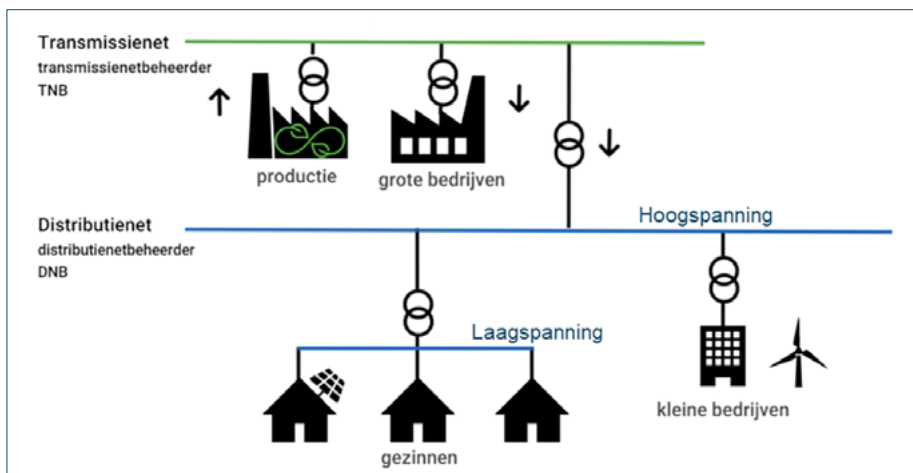 Transmissienet
transmissienetbeheerder
TNB
productie
grote bedrijven
Distributienet
distributienetbeheerder
DNB
Hoogspanning
Laagspanning
gezinnen
kleine bedrijven